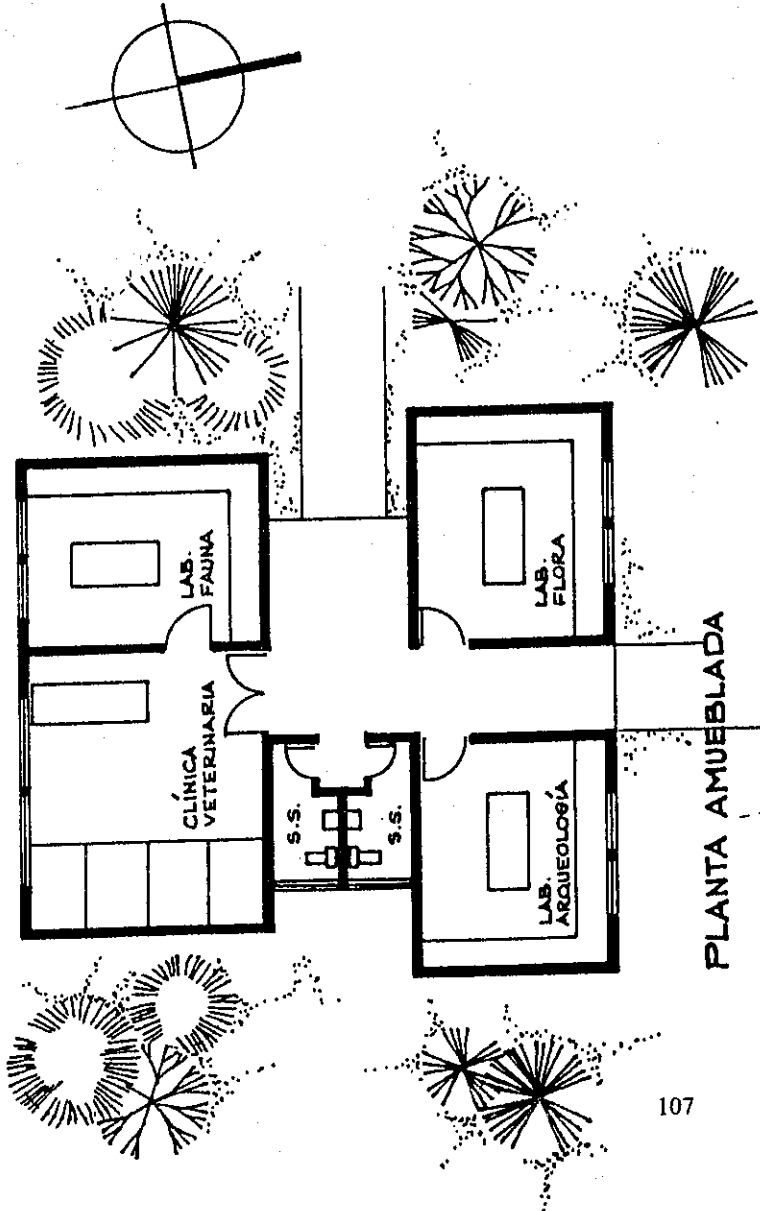 LAB.
FAUNA
CLÍNICA
VETERINARIA
S.S.
S.S.
LAB.
FLORA
LAB.
ARQUEOLOGÍA
PLANTA AMUEBLADA
107